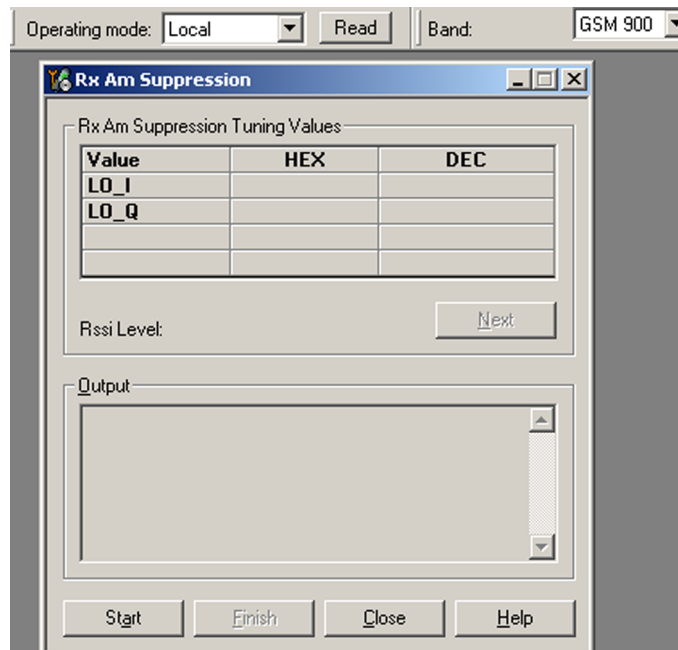 Operating mode: Local Read Band: GSM 900
Rx Am Suppression
Rx Am Suppression Tuning Values
Value HEX DEC
LO_I
LO_Q
Rssi Level: Next
Output
Start Finish Close Help